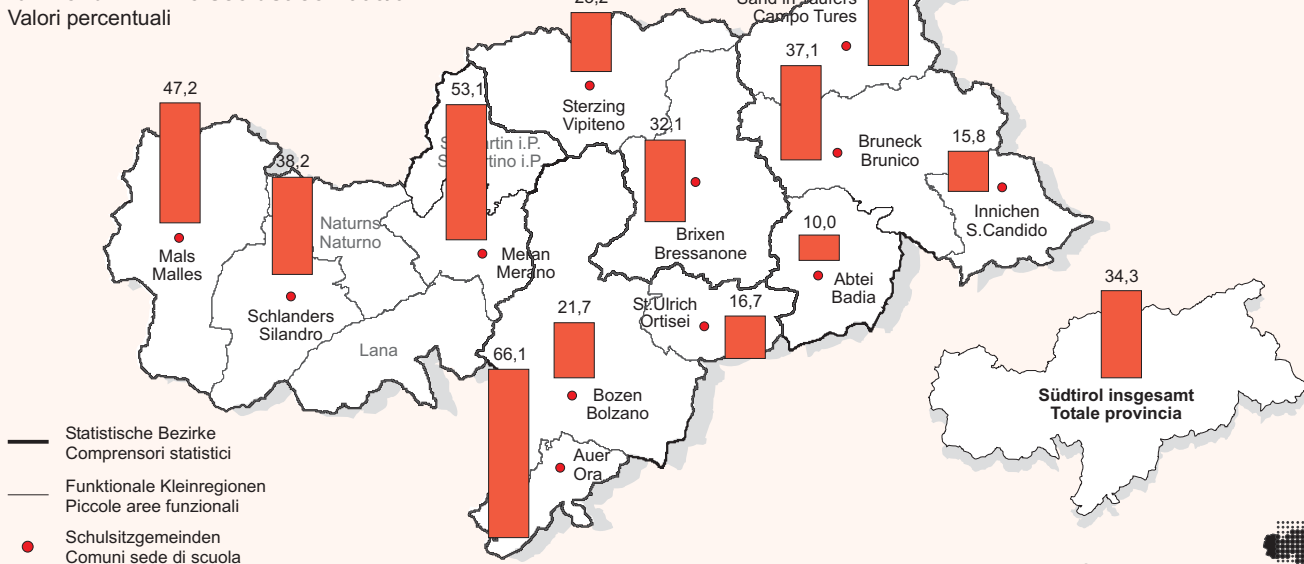 Valori percentuali
Sand in Taufers
Campo Tures
37,1
47,2
53,1
Sterzing
Vipiteno
32,1
Bruneck
Brunico
15,8
38,2
Innichen
S.Candido
Naturns
Naturno
Mals
Malles
Meran
Merano
Brixen
Bressanone
10,0
Abtei
Badia
34,3
Schlanders
Silandro
21,7
St.Ulrich
Ortisei
16,7
Lana
66,1
Bozen
Bolzano
Südtirol insgesamt
Totale provincia
Auer
Ora
Statistische Bezirke
Comprensori statistici
Funktionale Kleinregionen
Piccole aree funzionali
Schulsitzgemeinden
Comuni sede di scuola